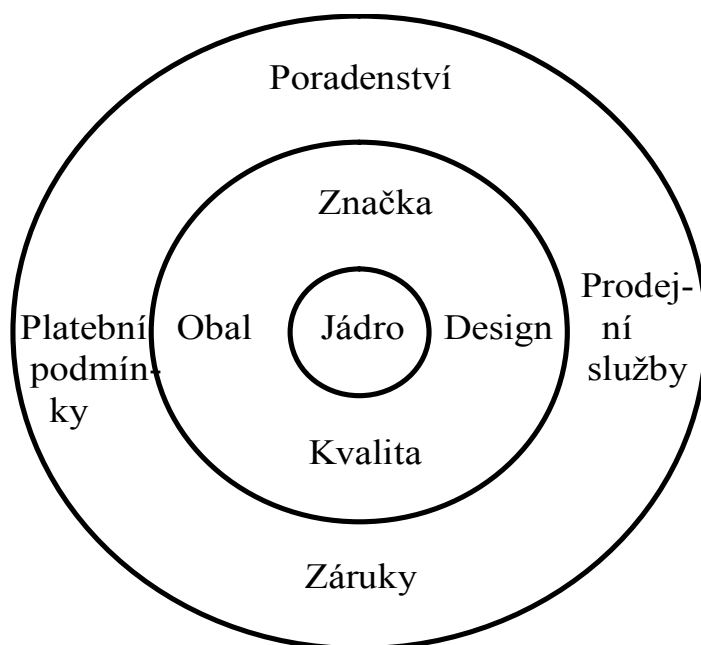 Poradenství
Značka
Platební
podmín-
ky
Obal
Jádro
Design
Prodej-
ní
služby
Kvalita
Záruky